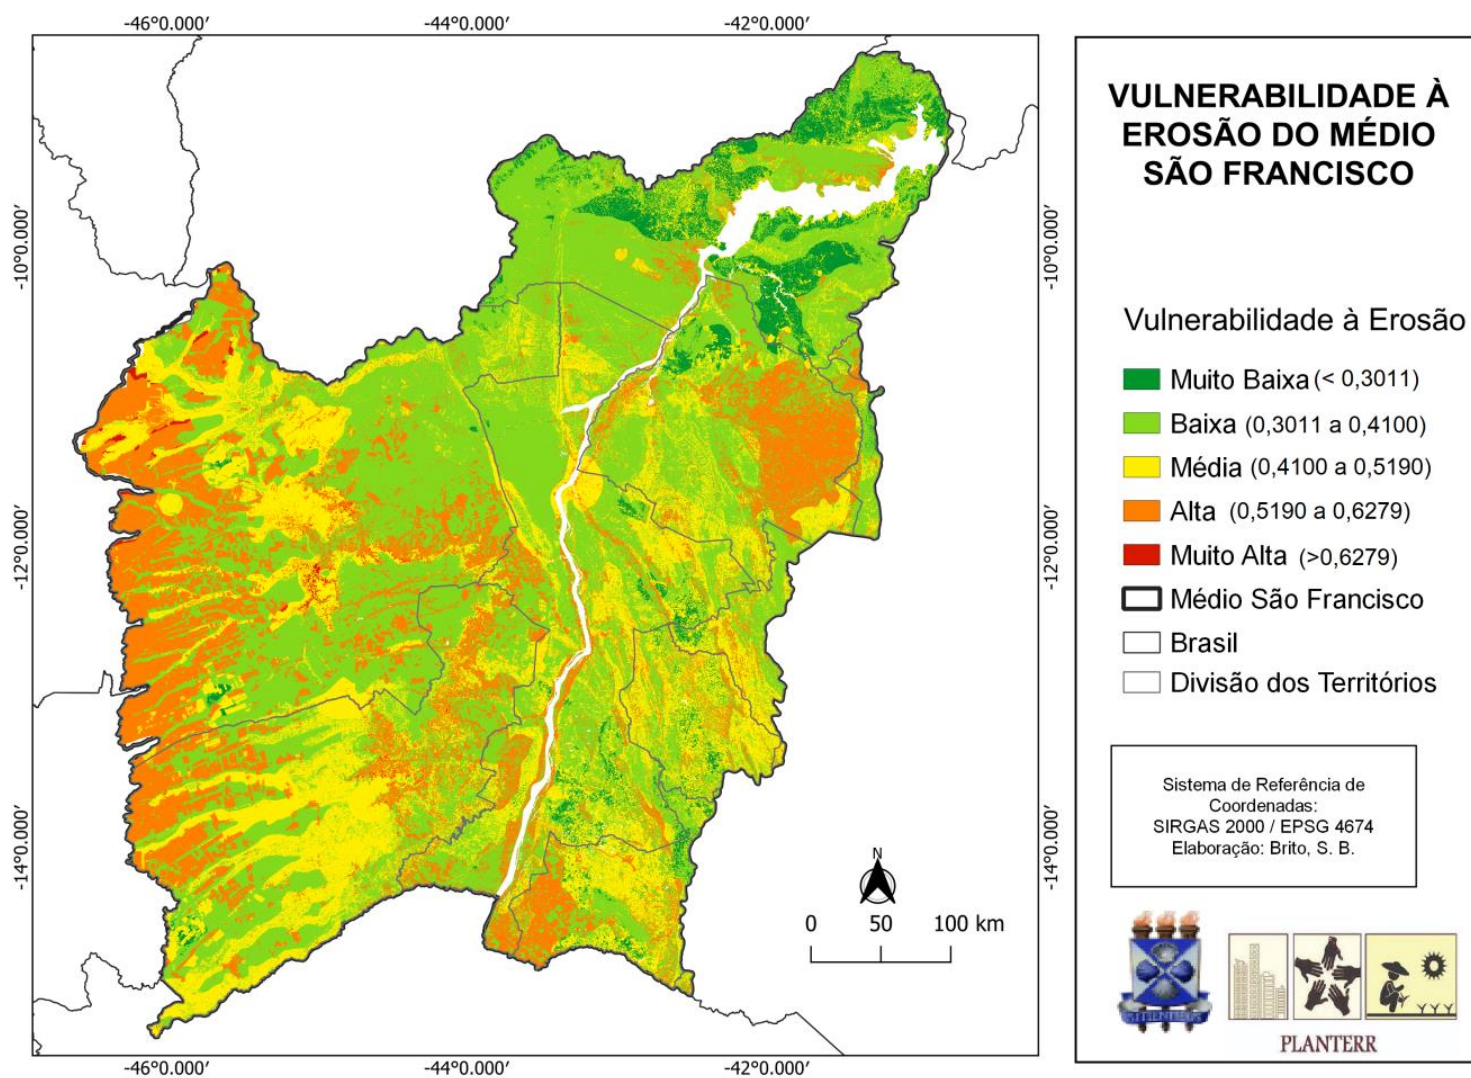 -46°0.000′ -44°0.000′ -42°0.000′
-10°0.000′
-12°0.000′
-14°0.000′
-10°0.000′
-12°0.000′
-14°0.000′
N
0 50 100 km
-46°0.000′ -44°0.000′ -42°0.000′
VULNERABILIDADE À
EROSÃO DO MÉDIO
SÃO FRANCISCO
Vulnerabilidade à Erosão
Muito Baixa (< 0,3011)
Baixa (0,3011 a 0,4100)
Média (0,4100 a 0,5190)
Alta (0,5190 a 0,6279)
Muito Alta (>0,6279)
Médio São Francisco
Brasil
Divisão dos Territórios
Sistema de Referência de
Coordenadas:
SIRGAS 2000 / EPSG 4674
Elaboração: Brito, S. B.
PLANTERR